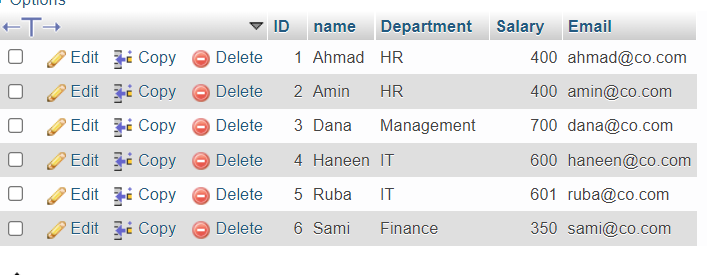 Options
ID name Department Salary Email
Edit Copy Delete 1 Ahmad HR 400 ahmad@co.com
Edit Copy Delete 2 Amin HR 400 amin@co.com
Edit Copy Delete 3 Dana Management 700 dana@co.com
Edit Copy Delete 4 Haneen IT 600 haneen@co.com
Edit Copy Delete 5 Ruba IT 601 ruba@co.com
Edit Copy Delete 6 Sami Finance 350 sami@co.com